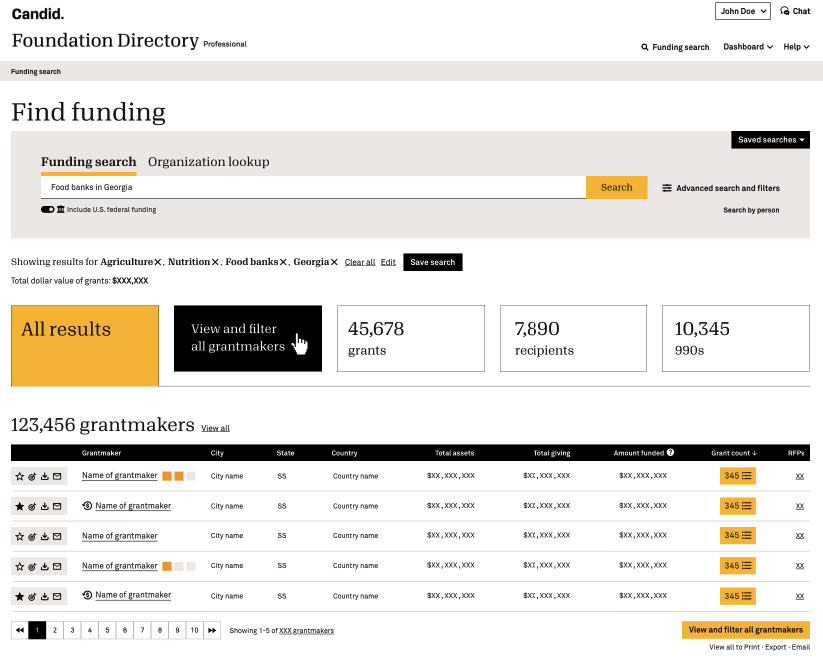 Candid.
John Doe
Chat
Foundation Directory Professional
Funding search
Dashboard
Help
Funding search
Find funding
Saved searches
Funding search
Organization lookup
Food banks in Georgia
Search
Advanced search and filters
Include U.S. federal funding
Search by person
Showing results for Agriculture✕, Nutrition✕, Food banks✕, Georgia✕ Clear all Edit Save search
Total dollar value of grants: $XXX,XXX
All results
View and filter
all grantmakers
45,678
grants
7,890
recipients
10,345
990s
123,456 grantmakers View all
Grantmaker City State Country Total assets Total giving Amount funded ? Grant count ↓ RFPs
Name of grantmaker City name SS Country name $XX,XXX,XXX $XX,XXX,XXX $XX,XXX,XXX 345 XX
Name of grantmaker City name SS Country name $XX,XXX,XXX $XX,XXX,XXX $XX,XXX,XXX 345 XX
Name of grantmaker City name SS Country name $XX,XXX,XXX $XX,XXX,XXX $XX,XXX,XXX 345 XX
Name of grantmaker City name SS Country name $XX,XXX,XXX $XX,XXX,XXX $XX,XXX,XXX 345 XX
Name of grantmaker City name SS Country name $XX,XXX,XXX $XX,XXX,XXX $XX,XXX,XXX 345 XX
1 2 3 4 5 6 7 8 9 10 Showing 1-5 of XXX grantmakers
View and filter all grantmakers
View all to Print · Export · Email